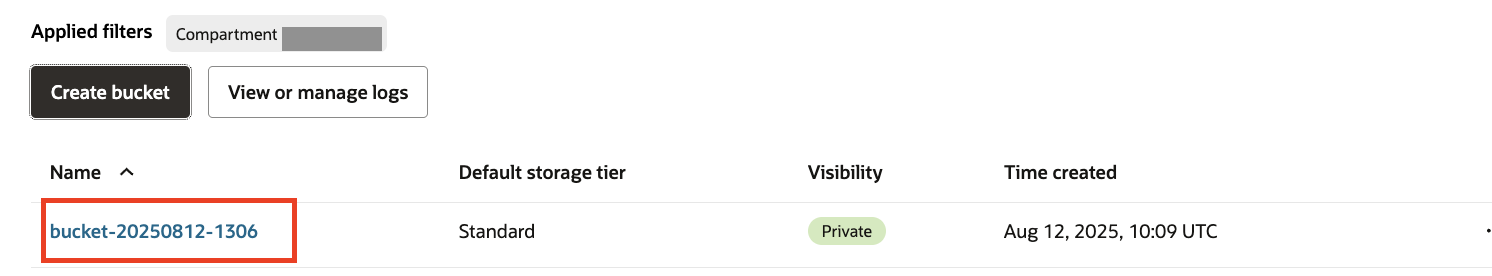 Applied filters Compartment
Create bucket View or manage logs
Name Default storage tier Visibility Time created
bucket-20250812-1306 Standard Private Aug 12, 2025, 10:09 UTC